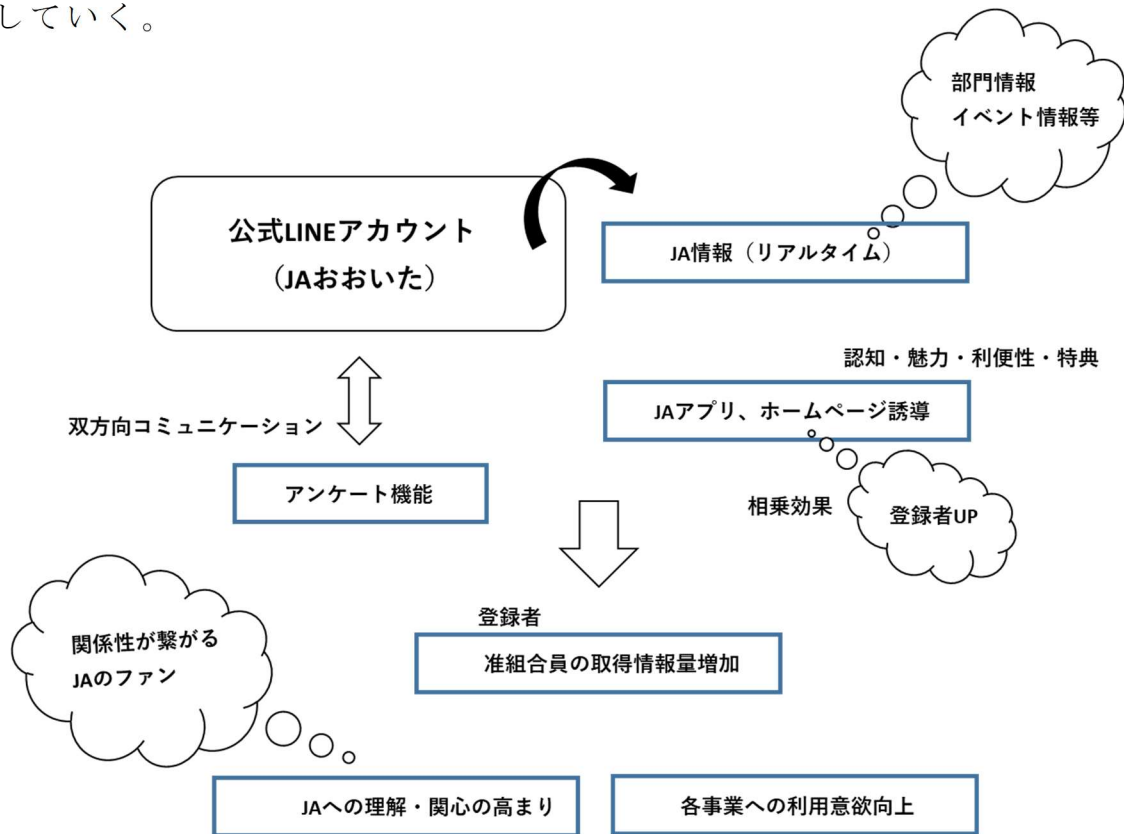 していく。
部門情報
イベント情報等
公式LINEアカウント
（JAおおいた）
JA情報（リアルタイム）
認知・魅力・利便性・特典
JAアプリ、ホームページ誘導
双方向コミュニケーション
アンケート機能
相乗効果
登録者UP
登録者
准組合員の取得情報量増加
関係性が繋がる
JAのファン
JAへの理解・関心の高まり
各事業への利用意欲向上